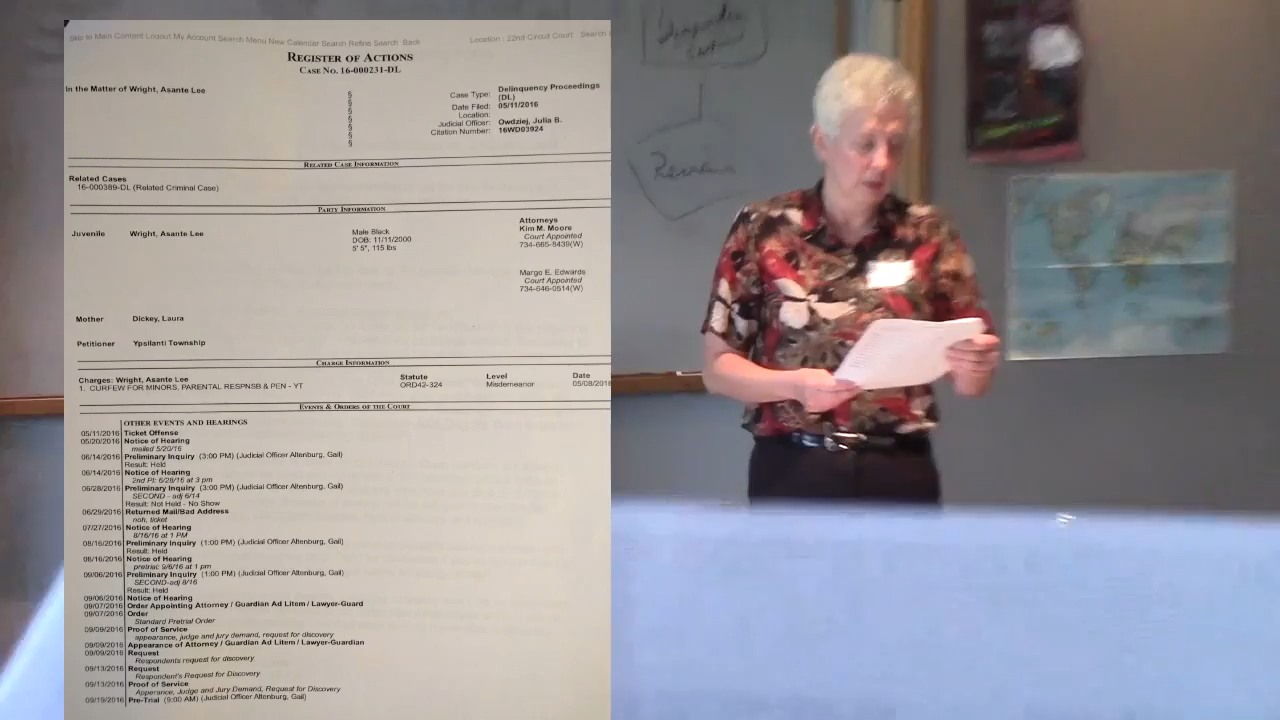 Skip to Main Content Logout My Account Search Menu New Calendar Search Refine Search Back Location : 22nd Circuit Court Search
REGISTER OF ACTIONS
CASE NO. 16-000231-DL
In the Matter of Wright, Asante Lee
§
§
§
§
§
§
§
Case Type: Delinquency Proceedings (DL)
Date Filed: 05/11/2016
Location:
Judicial Officer: Owdziej, Julia B.
Citation Number: 16WD03924
RELATED CASE INFORMATION
Related Cases
16-000389-DL (Related Criminal Case)
PARTY INFORMATION
Attorneys
Juvenile Wright, Asante Lee Male Black Kim M. Moore
DOB: 11/11/2000 Court Appointed
5' 5", 115 lbs 734-665-8439(W)
Margo E. Edwards
Court Appointed
734-646-0514(W)
Mother Dickey, Laura
Petitioner Ypsilanti Township
CHARGE INFORMATION
Charges: Wright, Asante Lee Statute Level Date
1. CURFEW FOR MINORS, PARENTAL RESPNSB & PEN - YT ORD42-324 Misdemeanor 05/08/2016
EVENTS & ORDERS OF THE COURT
OTHER EVENTS AND HEARINGS
05/11/2016 Ticket Offense
05/20/2016 Notice of Hearing
mailed 5/20/16
06/14/2016 Preliminary Inquiry (3:00 PM) (Judicial Officer Altenburg, Gail)
Result: Held
06/14/2016 Notice of Hearing
2nd PI: 6/28/16 at 3 pm
06/28/2016 Preliminary Inquiry (3:00 PM) (Judicial Officer Altenburg, Gail)
SECOND - adj 6/14
Result: Not Held - No Show
06/29/2016 Returned Mail/Bad Address
noh, ticket
07/27/2016 Notice of Hearing
8/16/16 at 1 PM
08/16/2016 Preliminary Inquiry (1:00 PM) (Judicial Officer Altenburg, Gail)
Result: Held
08/16/2016 Notice of Hearing
pretrial: 9/6/16 at 1 pm
09/06/2016 Preliminary Inquiry (1:00 PM) (Judicial Officer Altenburg, Gail)
SECOND-adj 8/16
Result: Held
09/06/2016 Notice of Hearing
09/07/2016 Order Appointing Attorney / Guardian Ad Litem / Lawyer-Guard
09/07/2016 Order
Standard Pretrial Order
09/09/2016 Proof of Service
appearance, judge and jury demand, request for discovery
09/09/2016 Appearance of Attorney / Guardian Ad Litem / Lawyer-Guardian
09/09/2016 Request
Respondents request for discovery
09/13/2016 Request
Respondent's Request for Discovery
09/13/2016 Proof of Service
Apperance, Judge and Jury Demand, Request for Discovery
09/19/2016 Pre-Trial (9:00 AM) (Judicial Officer Altenburg, Gail)